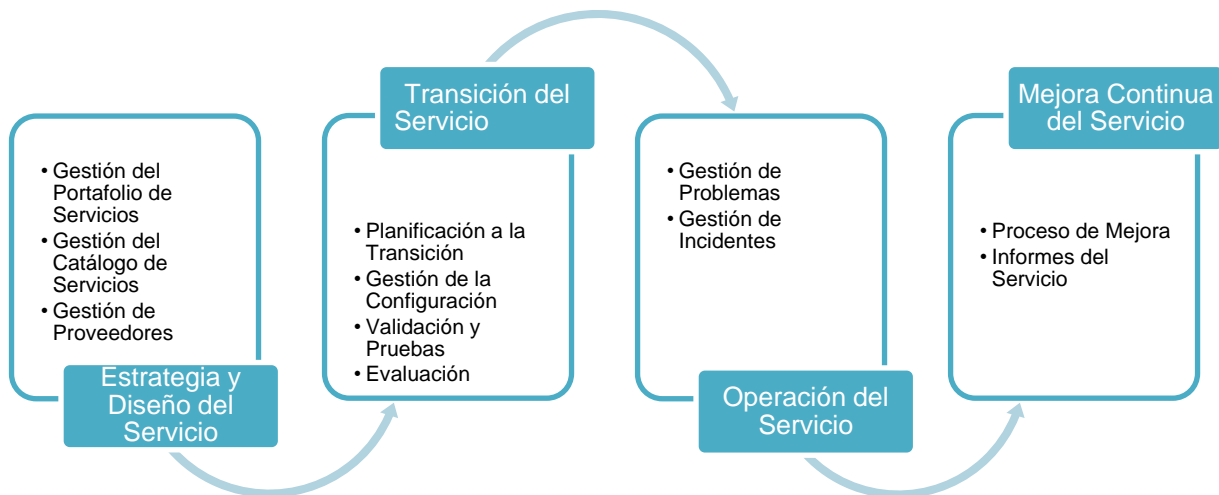 • Gestión del
Portafolio de
Servicios
• Gestión del
Catálogo de
Servicios
• Gestión de
Proveedores
Estrategia y
Diseño del
Servicio
Transición del
Servicio
• Planificación a la
Transición
• Gestión de la
Configuración
• Validación y
Pruebas
• Evaluación
• Gestión de
Problemas
• Gestión de
Incidentes
Operación del
Servicio
Mejora Continua
del Servicio
• Proceso de Mejora
• Informes del
Servicio